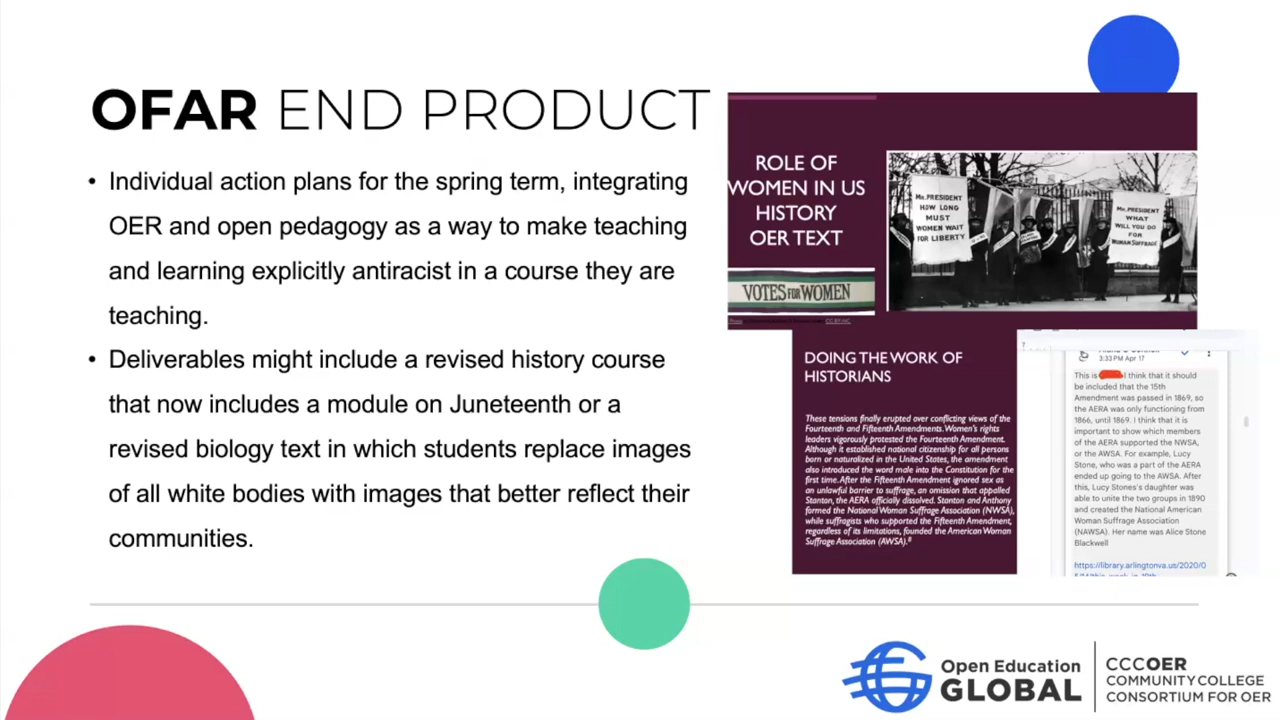 OFAR END PRODUCT
• Individual action plans for the spring term, integrating
OER and open pedagogy as a way to make teaching
and learning explicitly antiracist in a course they are
teaching.
• Deliverables might include a revised history course
that now includes a module on Juneteenth or a
revised biology text in which students replace images
of all white bodies with images that better reflect their
communities.
ROLE OF
WOMEN IN US
HISTORY
OER TEXT
VOTES FOR WOMEN
MR. PRESIDENT
HOW LONG
MUST
WOMEN WAIT
FOR LIBERTY
MR. PRESIDENT
WHAT
WILL YOU DO
FOR
WOMAN SUFFRAGE
DOING THE WORK OF
HISTORIANS
These tensions finally erupted over conflicting views of the
Fourteenth and Fifteenth Amendments. Women's rights
leaders vigorously protested the Fourteenth Amendment.
Although it established national citizenship for all persons
born or naturalized in the United States, the amendment
also introduced the word male into the Constitution for the
first time. After the Fifteenth Amendment ignored sex as
an unlawful barrier to suffrage, an omission that appalled
Stanton, the AERA officially dissolved. Stanton and Anthony
formed the National Woman Suffrage Association (NWSA),
while suffragists who supported the Fifteenth Amendment,
regardless of its limitations, founded the American Woman
Suffrage Association (AWSA).8
3:33 PM Apr 17
This is I think that it should
be included that the 15th
Amendment was passed in 1869, so
the AERA was only functioning from
1866, until 1869. I think that it is
important to show which members
of the AERA supported the NWSA,
or the AWSA. For example, Lucy
Stone, who was a part of the AERA
ended up going to the AWSA. After
this, Lucy Stones's daughter was
able to unite the two groups in 1890
and created the National American
Woman Suffrage Association
(NAWSA). Her name was Alice Stone
Blackwell
https://library.arlingtonva.us/2020/0
Open Education
GLOBAL
CCCOER
COMMUNITY COLLEGE
CONSORTIUM FOR OER